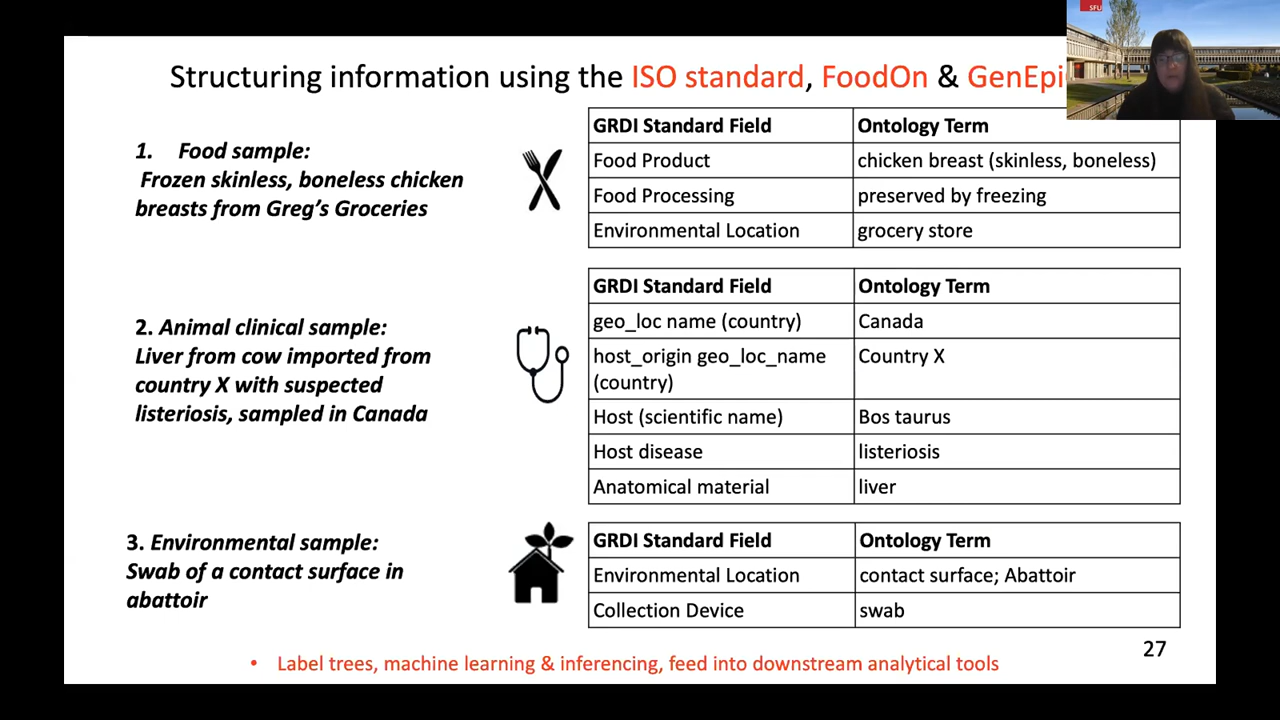 Structuring information using the ISO standard, FoodOn & GenEpi
SFU
1. Food sample:
Frozen skinless, boneless chicken
breasts from Greg's Groceries
GRDI Standard Field Ontology Term
Food Product chicken breast (skinless, boneless)
Food Processing preserved by freezing
Environmental Location grocery store
2. Animal clinical sample:
Liver from cow imported from
country X with suspected
listeriosis, sampled in Canada
GRDI Standard Field Ontology Term
geo_loc name (country) Canada
host_origin geo_loc_name Country X
(country)
Host (scientific name) Bos taurus
Host disease listeriosis
Anatomical material liver
3. Environmental sample:
Swab of a contact surface in
abattoir
GRDI Standard Field Ontology Term
Environmental Location contact surface; Abattoir
Collection Device swab
27
• Label trees, machine learning & inferencing, feed into downstream analytical tools